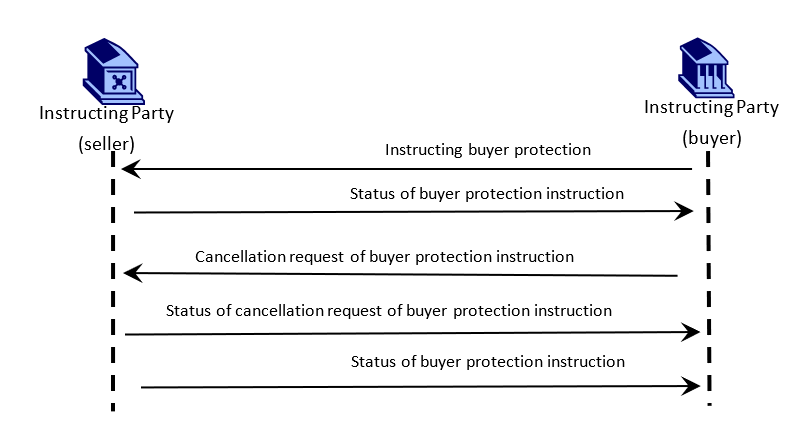 Instructing Party
(seller)
Instructing Party
(buyer)
Instructing buyer protection
Status of buyer protection instruction
Cancellation request of buyer protection instruction
Status of cancellation request of buyer protection instruction
Status of buyer protection instruction